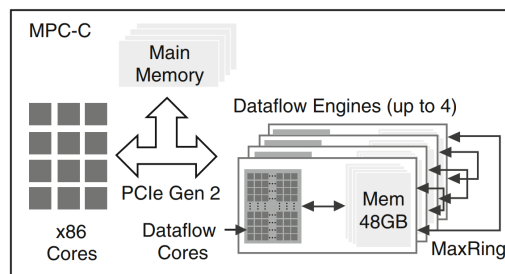 MPC-C
Main
Memory
Dataflow Engines (up to 4)
PCIe Gen 2
x86
Cores
Dataflow
Cores
Mem
48GB
MaxRing